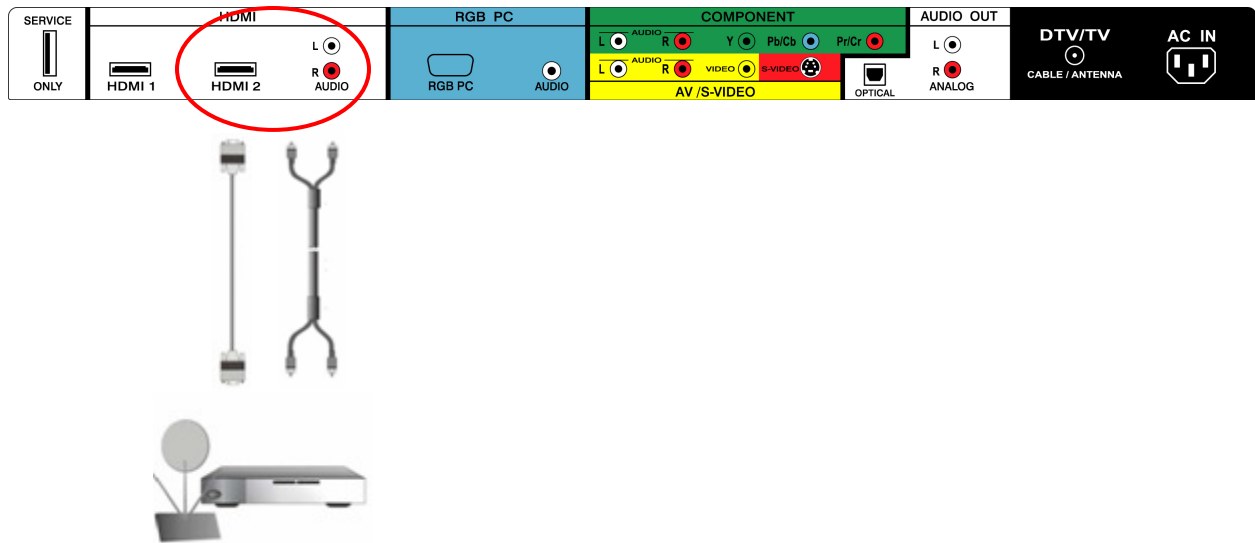 SERVICE
ONLY
HDMI
HDMI 1
HDMI 2
L
R
AUDIO
RGB PC
RGB PC
AUDIO
COMPONENT
L AUDIO R Y Pb/Cb Pr/Cr
L AUDIO R VIDEO S-VIDEO
AV /S-VIDEO
OPTICAL
AUDIO OUT
L
R
ANALOG
DTV/TV
CABLE / ANTENNA
AC IN